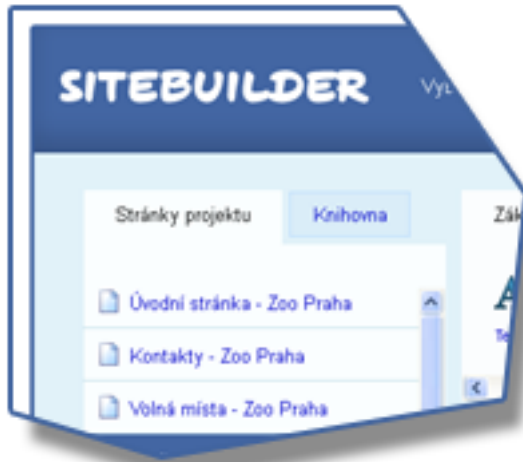 SITEBUILDER
Stránky projektu
Knihovna
Úvodní stránka - Zoo Praha
Kontakty - Zoo Praha
Volná místa - Zoo Praha